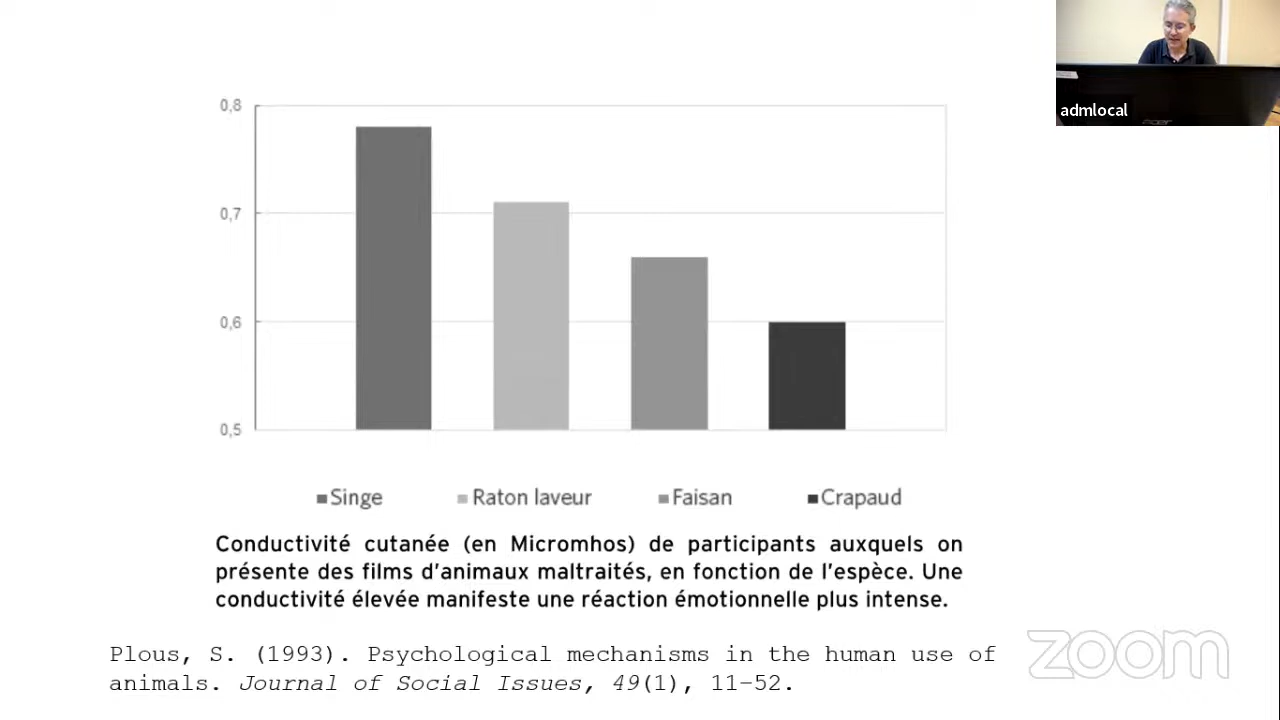 admlocal
0,8
0,7
0,6
0,5
Singe Raton laveur Faisan Crapaud
Conductivité cutanée (en Micromhos) de participants auxquels on
présente des films d’animaux maltraités, en fonction de l’espèce. Une
conductivité élevée manifeste une réaction émotionnelle plus intense.
Plous, S. (1993). Psychological mechanisms in the human use of
animals. Journal of Social Issues, 49(1), 11–52.
zoom
acer